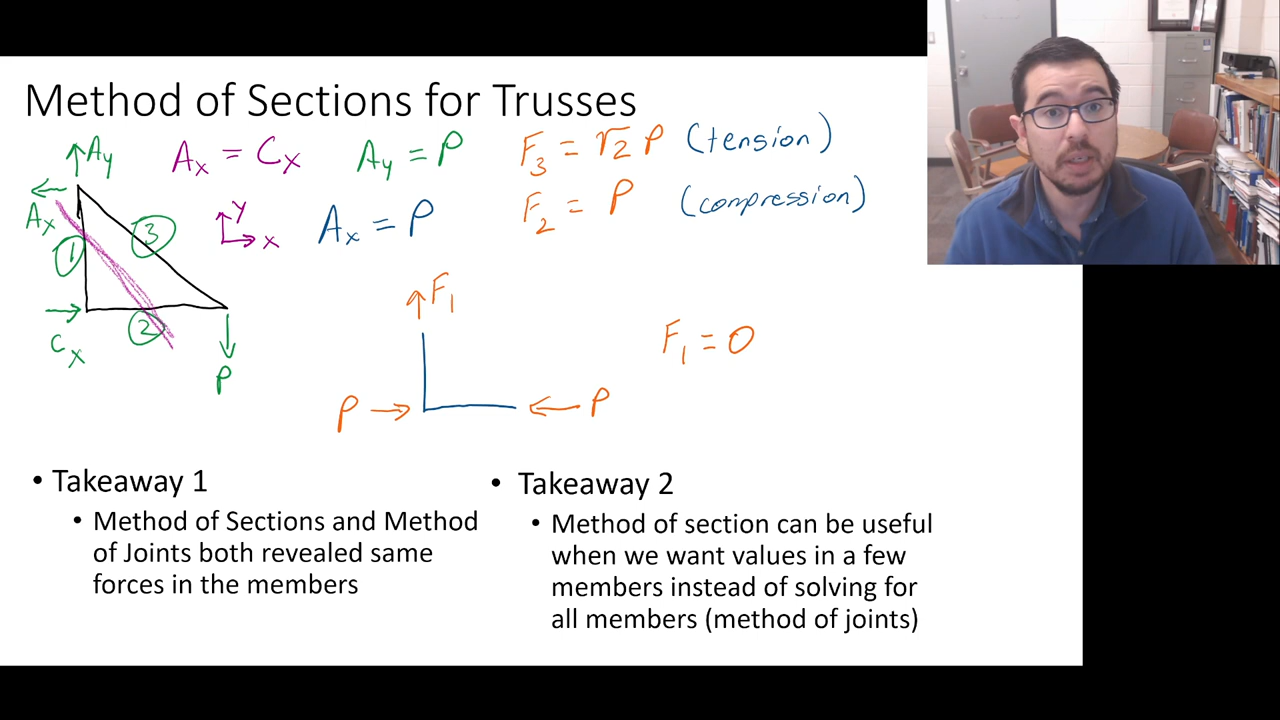 Method of Sections for Trusses
Ay
Ax = Cx
Ay = P
F3 = √2 P (tension)
Ax
y
x
Ax = P
F2 = P (compression)
1
3
2
Cx
P
F1
F1 = 0
P
P
• Takeaway 1
• Method of Sections and Method
of Joints both revealed same
forces in the members
• Takeaway 2
• Method of section can be useful
when we want values in a few
members instead of solving for
all members (method of joints)